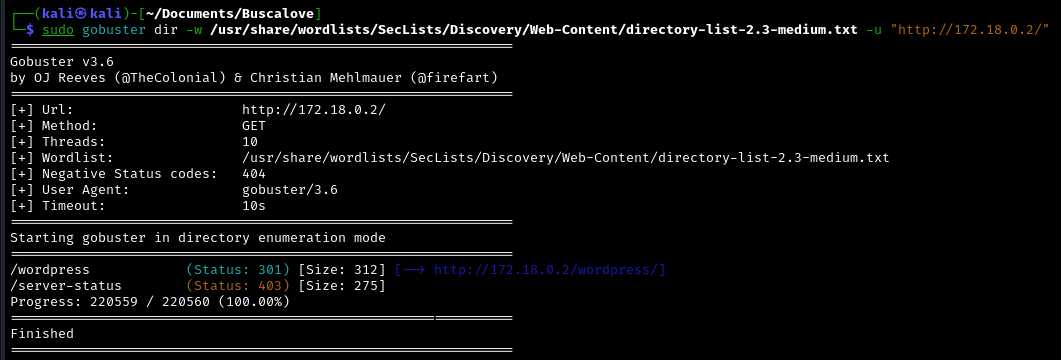 ┌──(kali㉿kali)-[~/Documents/Buscalove]
└─$ sudo gobuster dir -w /usr/share/wordlists/SecLists/Discovery/Web-Content/directory-list-2.3-medium.txt -u "http://172.18.0.2/"
===============================================================
Gobuster v3.6
by OJ Reeves (@TheColonial) & Christian Mehlmauer (@firefart)
===============================================================
[+] Url:                     http://172.18.0.2/
[+] Method:                  GET
[+] Threads:                 10
[+] Wordlist:                /usr/share/wordlists/SecLists/Discovery/Web-Content/directory-list-2.3-medium.txt
[+] Negative Status codes:   404
[+] User Agent:              gobuster/3.6
[+] Timeout:                 10s
===============================================================
Starting gobuster in directory enumeration mode
===============================================================
/wordpress            (Status: 301) [Size: 312] [--> http://172.18.0.2/wordpress/]
/server-status        (Status: 403) [Size: 275]
Progress: 220559 / 220560 (100.00%)
===============================================================
Finished
===============================================================